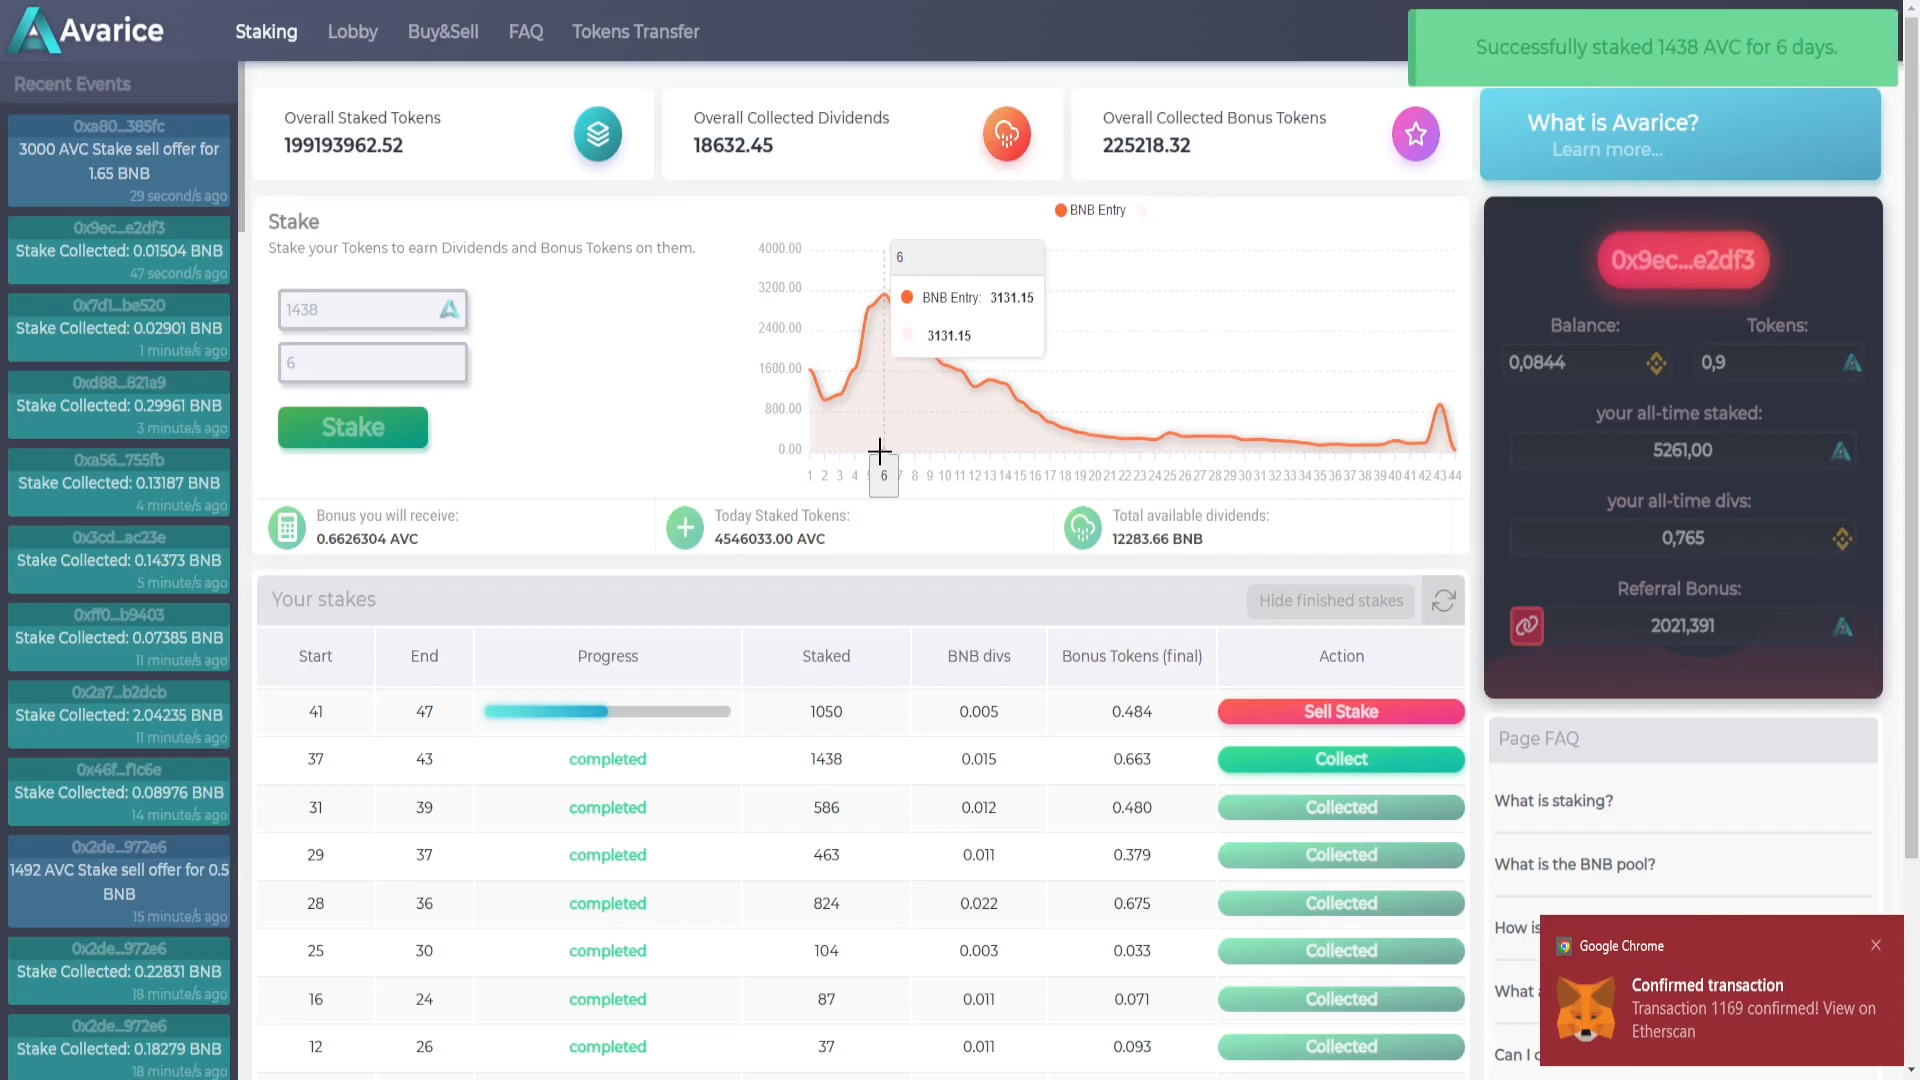 Avarice
Staking
Lobby
Buy&Sell
FAQ
Tokens Transfer
Successfully staked 1438 AVC for 6 days.
Recent Events
0xa80...385fc
3000 AVC Stake sell offer for
1.65 BNB
29 second/s ago
0x9ec...e2df3
Stake Collected: 0.01504 BNB
47 second/s ago
0x7d1...be520
Stake Collected: 0.02901 BNB
1 minute/s ago
0xd88...821a9
Stake Collected: 0.29961 BNB
3 minute/s ago
0xa56...755fb
Stake Collected: 0.13187 BNB
4 minute/s ago
0x3cd...ac23e
Stake Collected: 0.14373 BNB
5 minute/s ago
0xff0...b9403
Stake Collected: 0.07385 BNB
11 minute/s ago
0x2a7...b2dcb
Stake Collected: 2.04235 BNB
11 minute/s ago
0x46f...f1c6e
Stake Collected: 0.08976 BNB
14 minute/s ago
0x2de...972e6
1492 AVC Stake sell offer for 0.5
BNB
15 minute/s ago
0x2de...972e6
Stake Collected: 0.22831 BNB
18 minute/s ago
0x2de...972e6
Stake Collected: 0.18279 BNB
18 minute/s ago
Overall Staked Tokens
199193962.52
Overall Collected Dividends
18632.45
Overall Collected Bonus Tokens
225218.32
What is Avarice?
Learn more...
Stake
Stake your Tokens to earn Dividends and Bonus Tokens on them.
1438
6
Stake
BNB Entry
4000.00
3200.00
2400.00
1600.00
800.00
0.00
6
BNB Entry: 3131.15
3131.15
1 2 3 4 6 7 8 9 10 11 12 13 14 15 16 17 18 19 20 21 22 23 24 25 26 27 28 29 30 31 32 33 34 35 36 37 38 39 40 41 42 43 44
Bonus you will receive:
0.6626304 AVC
Today Staked Tokens:
4546033.00 AVC
Total available dividends:
12283.66 BNB
Your stakes
Hide finished stakes
Start End Progress Staked BNB divs Bonus Tokens (final) Action
41 47 1050 0.005 0.484 Sell Stake
37 43 completed 1438 0.015 0.663 Collect
31 39 completed 586 0.012 0.480 Collected
29 37 completed 463 0.011 0.379 Collected
28 36 completed 824 0.022 0.675 Collected
25 30 completed 104 0.003 0.033 Collected
16 24 completed 87 0.011 0.071 Collected
12 26 completed 37 0.011 0.093 Collected
0x9ec...e2df3
Balance: Tokens:
0,0844 0,9
your all-time staked:
5261,00
your all-time divs:
0,765
Referral Bonus:
2021,391
Page FAQ
What is staking?
What is the BNB pool?
How is
What
Can I
Google Chrome
Confirmed transaction
Transaction 1169 confirmed! View on
Etherscan